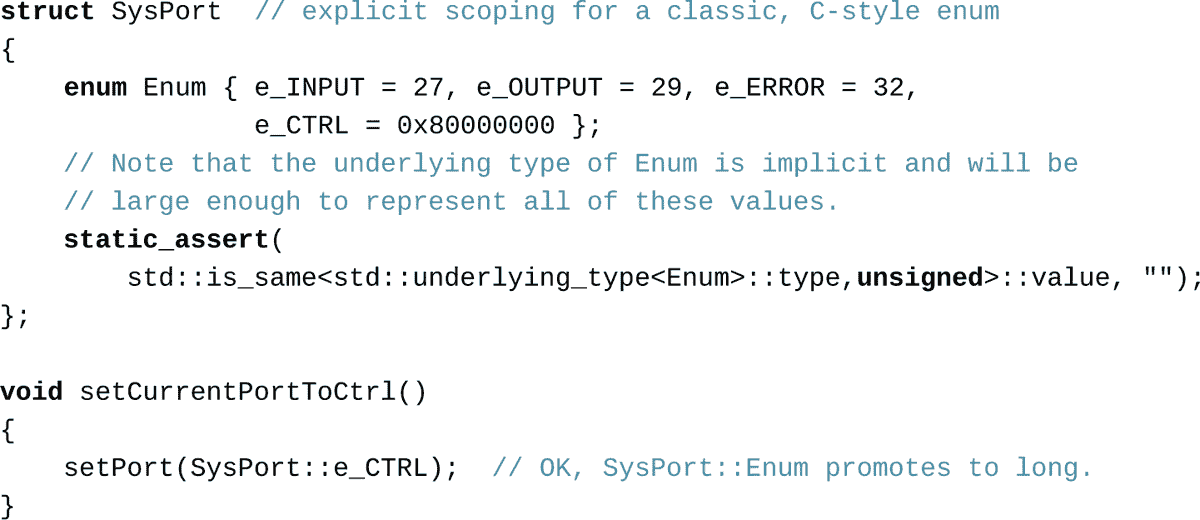 struct SysPort  // explicit scoping for a classic, C-style enum
{
    enum Enum { e_INPUT = 27, e_OUTPUT = 29, e_ERROR = 32,
                e_CTRL = 0x80000000 };
    // Note that the underlying type of Enum is implicit and will be
    // large enough to represent all of these values.
    static_assert(
        std::is_same<std::underlying_type<Enum>::type,unsigned>::value, "");
};

void setCurrentPortToCtrl()
{
    setPort(SysPort::e_CTRL);  // OK, SysPort::Enum promotes to long.
}